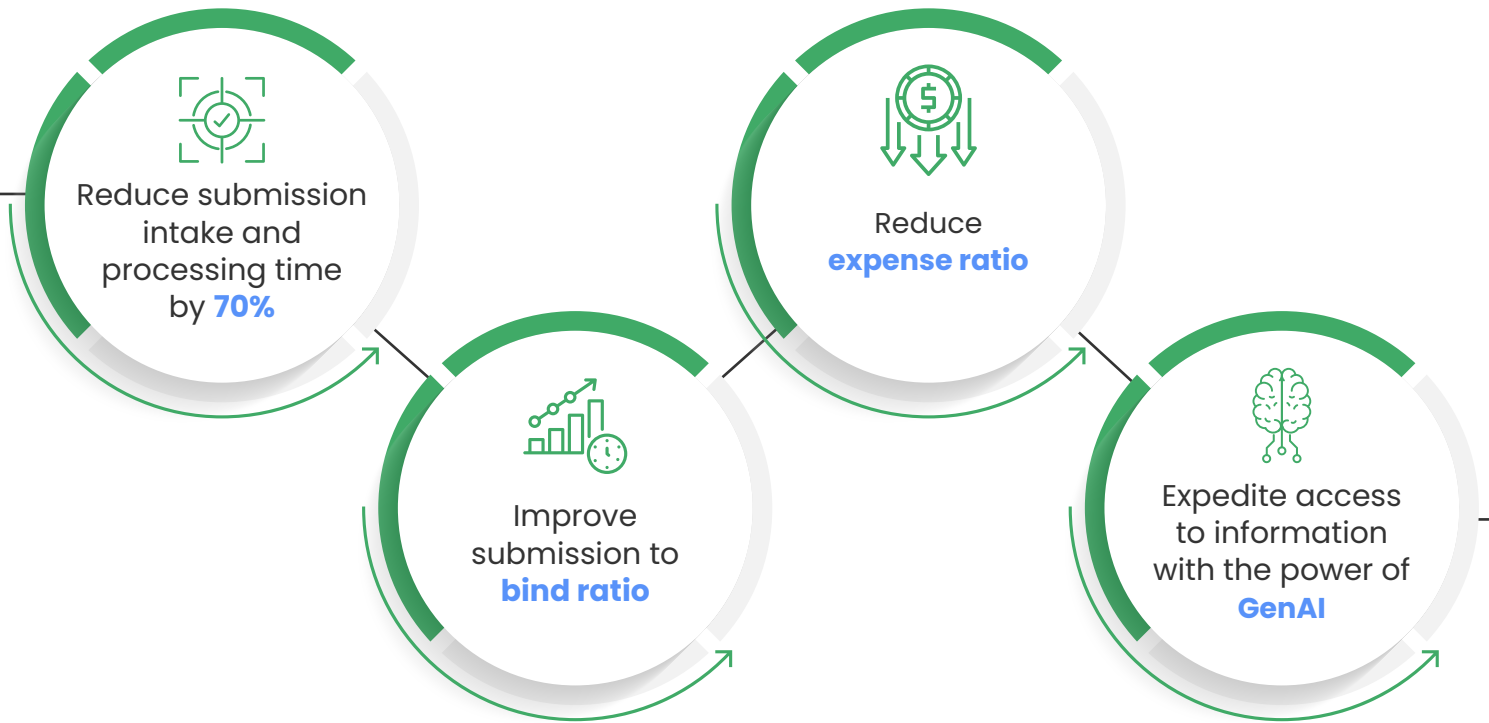 Reduce submission
intake and
processing time
by 70%
Improve
submission to
bind ratio
$
Reduce
expense ratio
Expedite access
to information
with the power of
GenAI